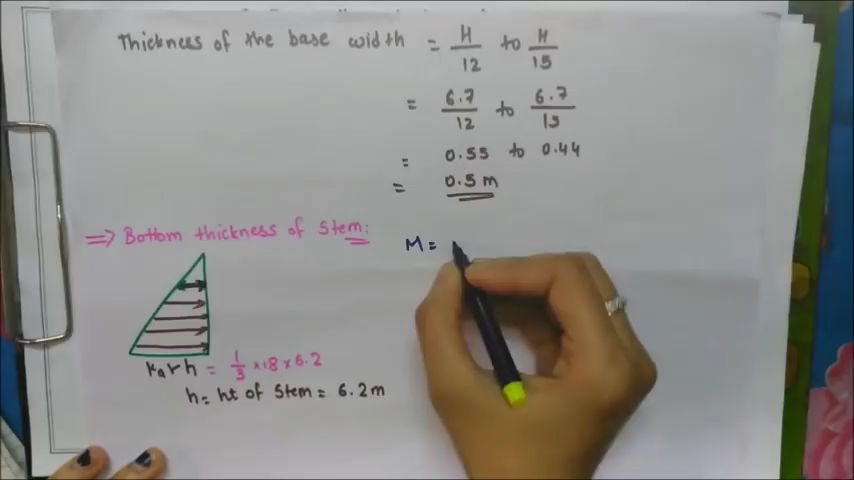 Thickness of the base width = H/12 to H/15
= 6.7/12 to 6.7/15
= 0.55 to 0.44
= 0.5 m
⇒ Bottom thickness of Stem:
M =
Kaγh = 1/3 × 18 × 6.2
h = ht of Stem = 6.2m